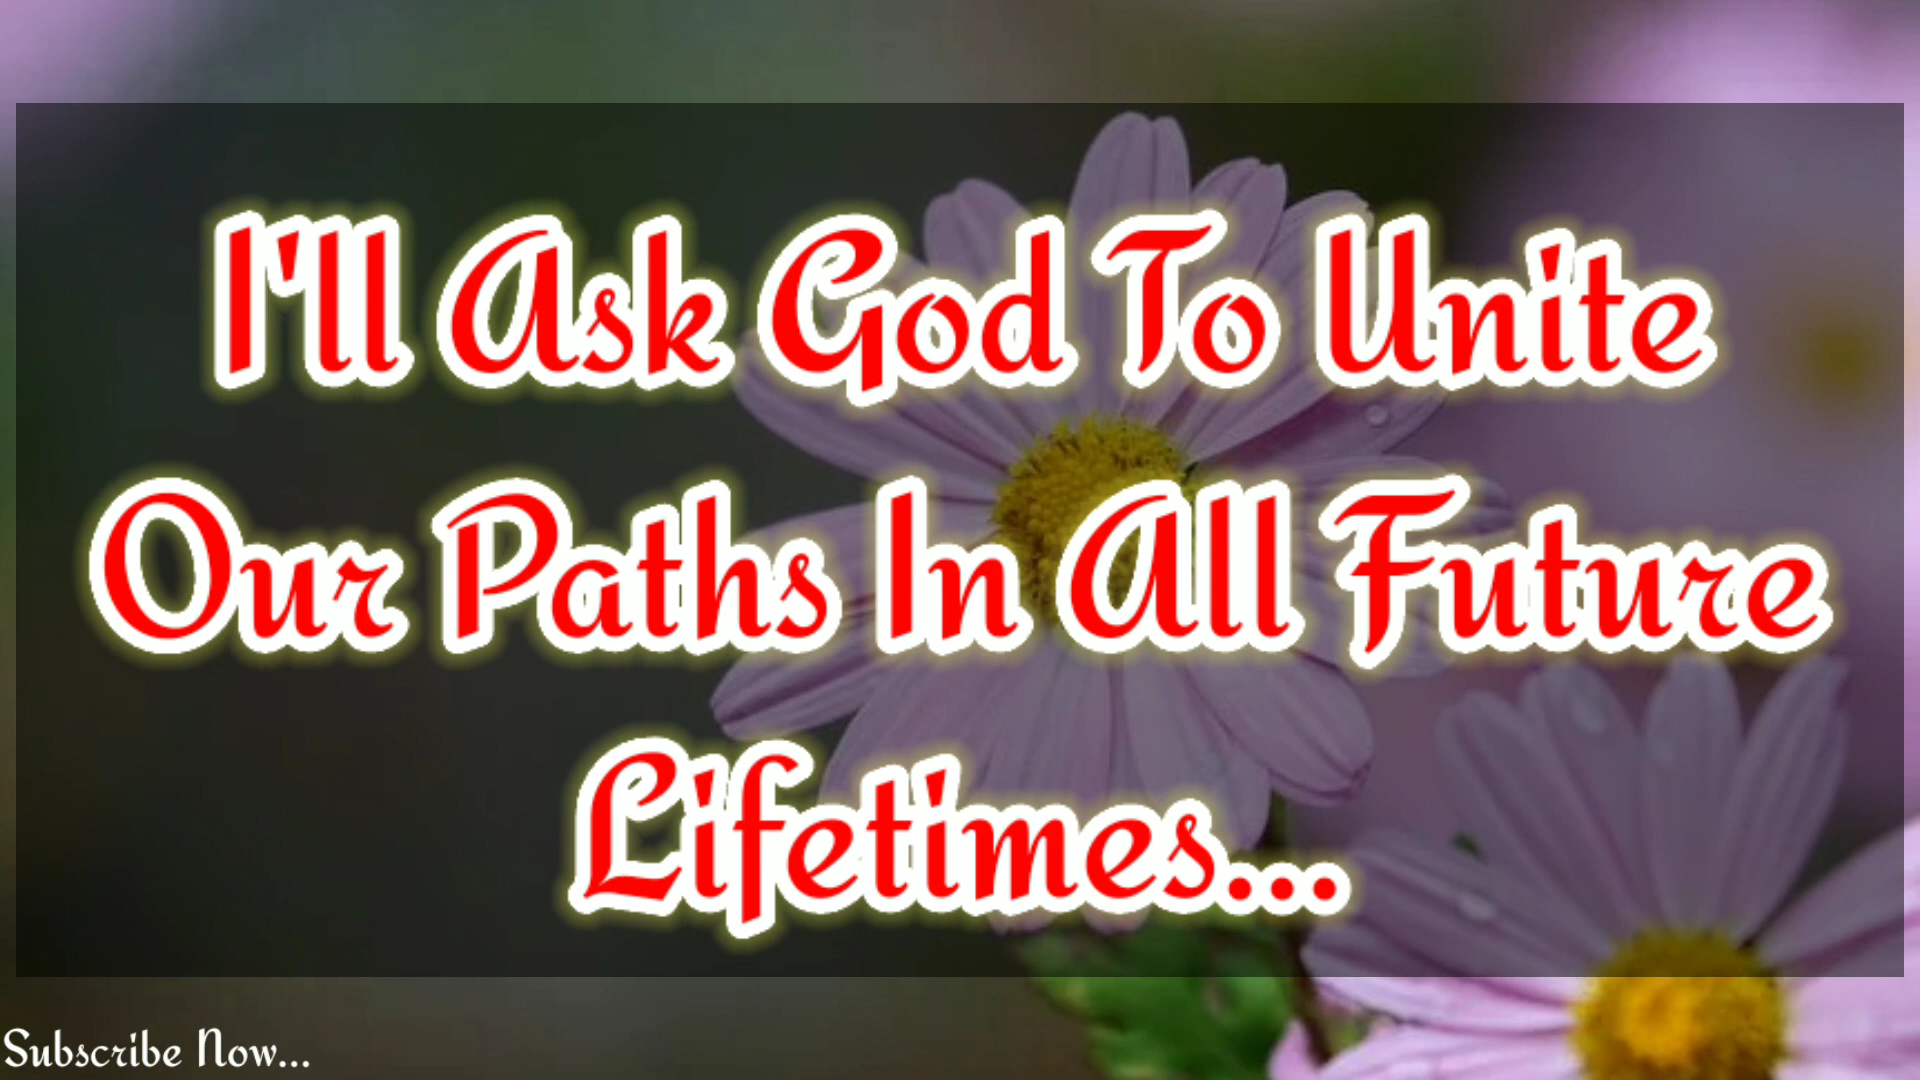 I'll Ask God To Unite
Our Paths In All Future
Lifetimes...
Subscribe Now...